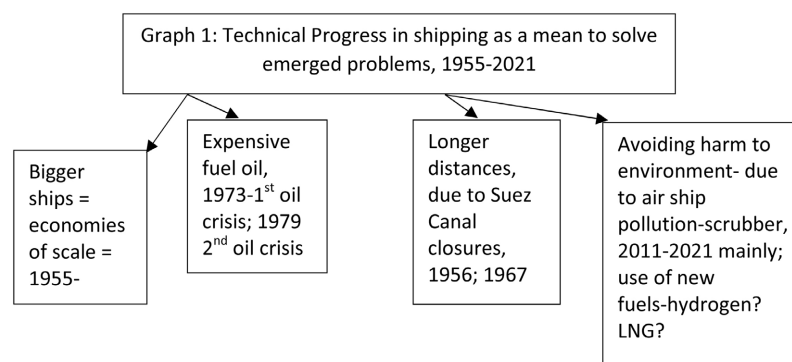 Graph 1: Technical Progress in shipping as a mean to solve
emerged problems, 1955-2021
Bigger
ships =
economies
of scale =
1955-
Expensive
fuel oil,
1973-1st oil
crisis; 1979
2nd oil crisis
Longer
distances,
due to Suez
Canal
closures,
1956; 1967
Avoiding harm to
environment- due
to air ship
pollution-scrubber,
2011-2021 mainly;
use of new
fuels-hydrogen?
LNG?